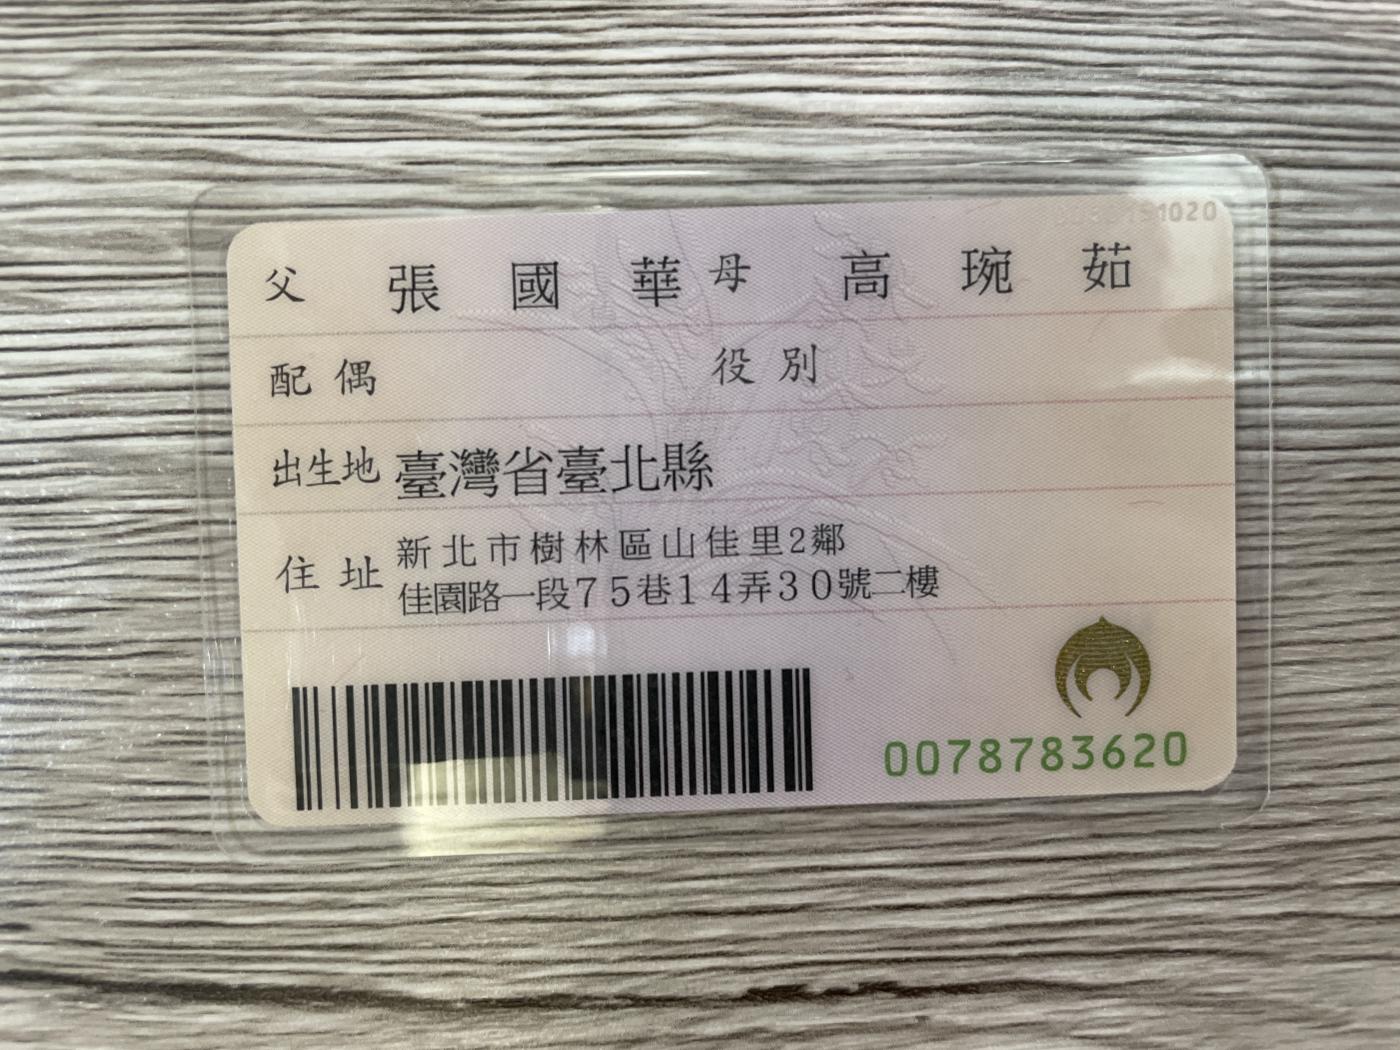 父 張國華 母 高琬茹
配偶 役別
出生地 臺灣省臺北縣
住址 新北市樹林區山佳里2鄰
佳園路一段75巷14弄30號二樓
0078783620